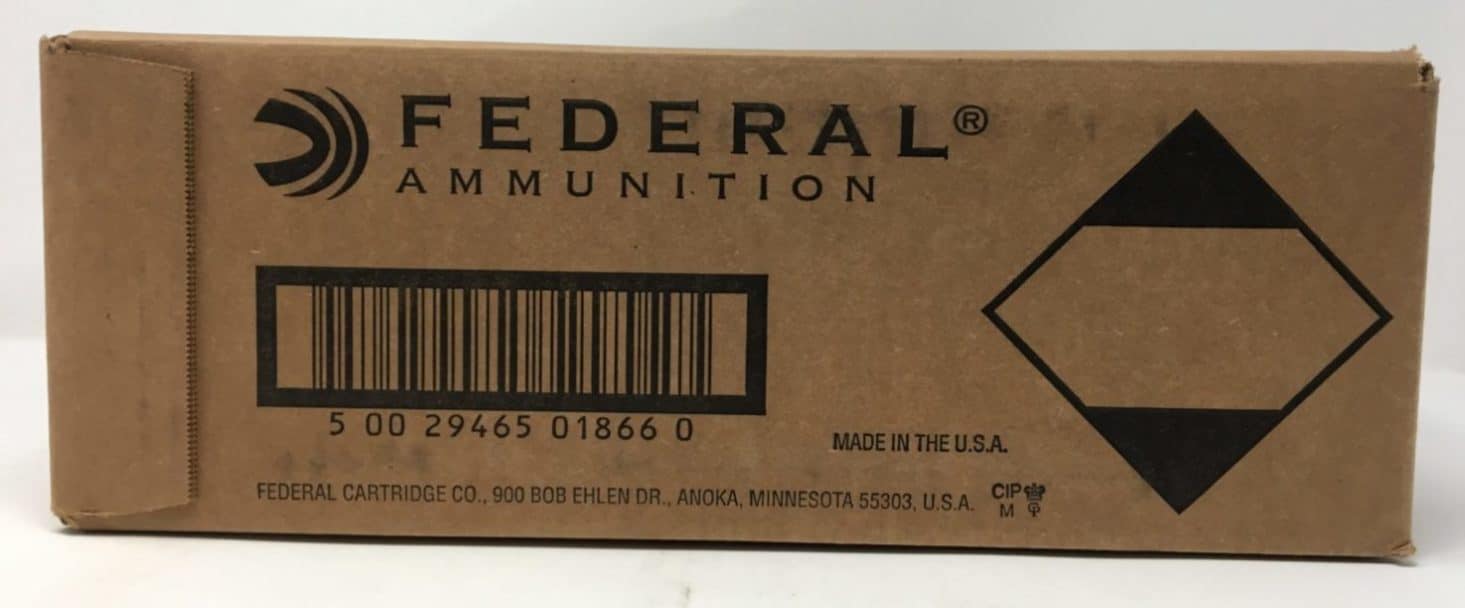 FEDERAL®
AMMUNITION
5 00 29465 01866 0
MADE IN THE U.S.A.
FEDERAL CARTRIDGE CO., 900 BOB EHLEN DR., ANOKA, MINNESOTA 55303, U.S.A.
CIP
M